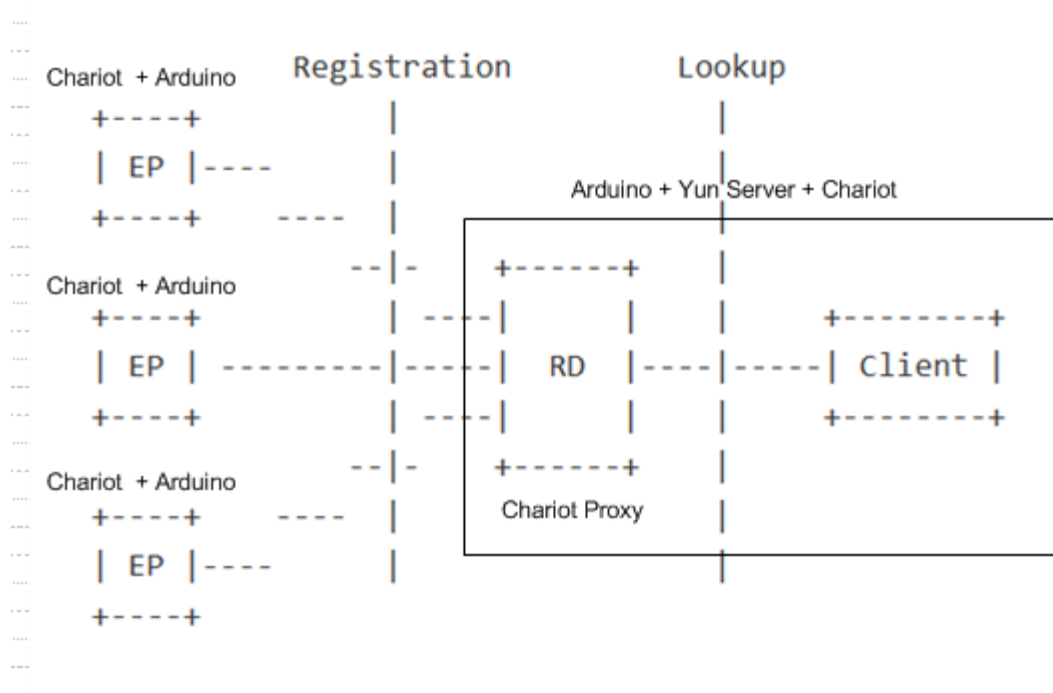 Registration Lookup
Chariot + Arduino
+----+ | |
| EP |---- | |
Arduino + Yun Server + Chariot
+----+ ---- | |
--|- +------+ |
Chariot + Arduino
+----+ | ----| | | +--------+
| EP | ---------|-----| RD |----|-----| Client |
+----+ | ----| | | +--------+
--|- +------+ |
Chariot + Arduino
Chariot Proxy
+----+ ---- | |
| EP |---- | |
+----+